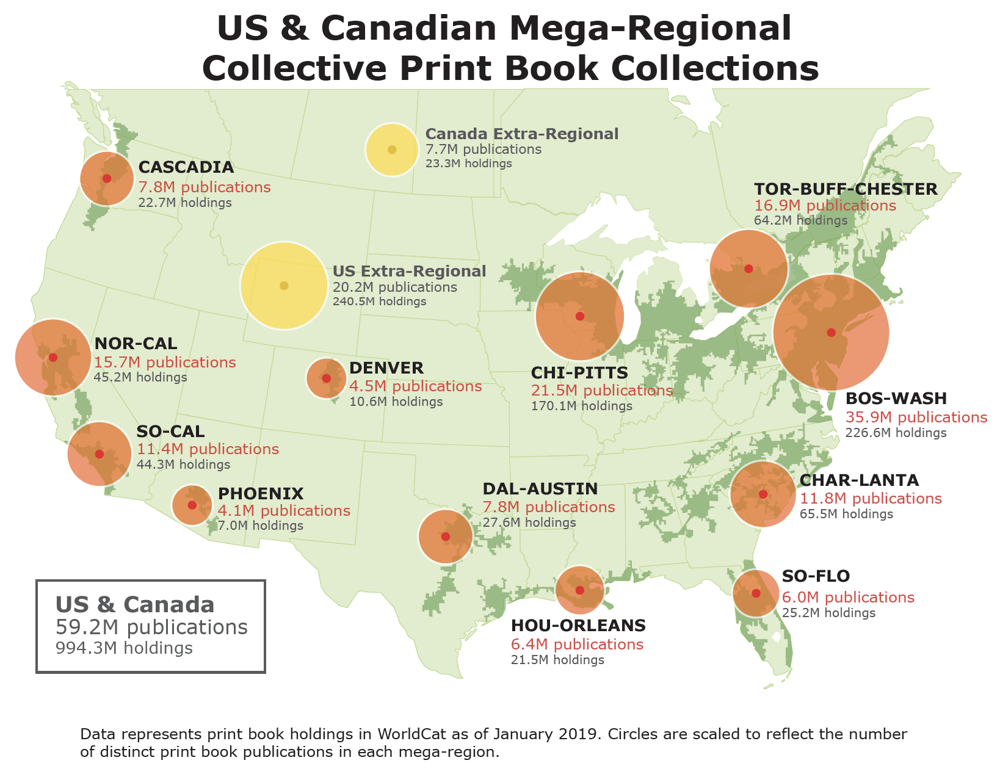 US & Canadian Mega-Regional
Collective Print Book Collections
Canada Extra-Regional
7.7M publications
23.3M holdings
CASCADIA
7.8M publications
22.7M holdings
TOR-BUFF-CHESTER
16.9M publications
64.2M holdings
US Extra-Regional
20.2M publications
240.5M holdings
NOR-CAL
15.7M publications
45.2M holdings
DENVER
4.5M publications
10.6M holdings
CHI-PITTS
21.5M publications
170.1M holdings
BOS-WASH
35.9M publications
226.6M holdings
SO-CAL
11.4M publications
44.3M holdings
PHOENIX
4.1M publications
7.0M holdings
DAL-AUSTIN
7.8M publications
27.6M holdings
CHAR-LANTA
11.8M publications
65.5M holdings
SO-FLO
6.0M publications
25.2M holdings
HOU-ORLEANS
6.4M publications
21.5M holdings
US & Canada
59.2M publications
994.3M holdings
Data represents print book holdings in WorldCat as of January 2019. Circles are scaled to reflect the number
of distinct print book publications in each mega-region.